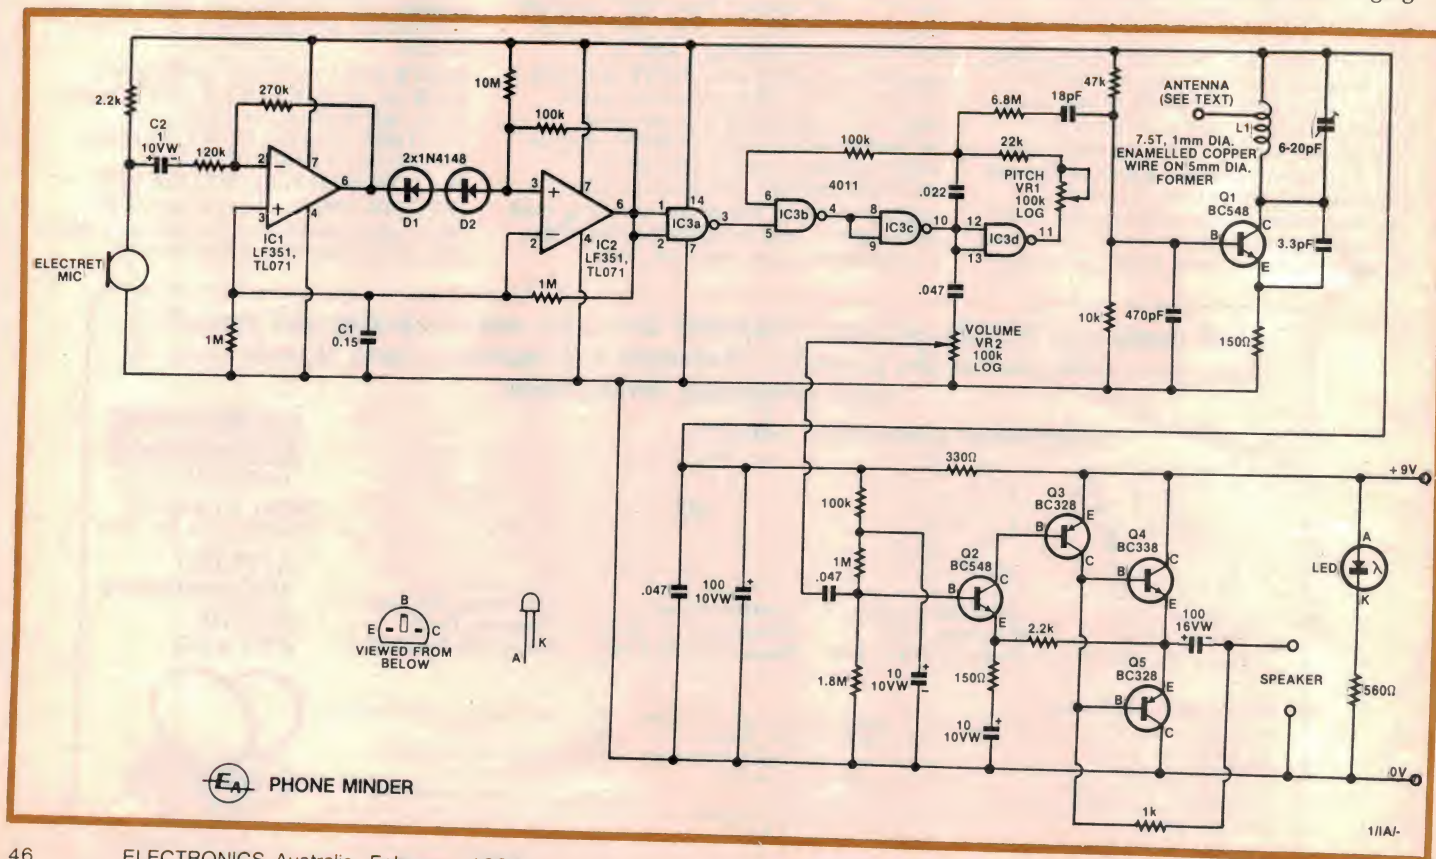 2.2k
C2
1
10VW
+
-
120k
270k
2
3
7
4
6
-
+
IC1
LF351,
TL071
ELECTRET
MIC
1M
C1
0.15
2x1N4148
D1
D2
10M
100k
3
2
7
4
6
+
-
IC2
LF351,
TL071
1M
1
2
14
IC3a
3
7
100k
6
5
IC3b
4
4011
8
9
IC3c
10
.022
12
13
IC3d
11
6.8M
18pF
22k
PITCH
VR1
100k
LOG
.047
VOLUME
VR2
100k
LOG
47k
10k
470pF
ANTENNA
(SEE TEXT)
L1
7.5T, 1mm DIA.
ENAMELLED COPPER
WIRE ON 5mm DIA.
FORMER
6-20pF
Q1
BC548
B
C
E
3.3pF
150Ω
330Ω
+9V
100k
1M
.047
1.8M
.047
100
10VW
+
10
10VW
+
-
Q2
BC548
B
C
E
150Ω
10
10VW
+
2.2k
Q3
BC328
B
E
C
Q4
BC338
B
C
E
100
16VW
+
-
Q5
BC328
B
E
C
SPEAKER
LED
A
λ
K
560Ω
0V
1k
B
E
C
VIEWED FROM
BELOW
A
K
EA PHONE MINDER
1/IA/-
46
ELECTRONICS Australia